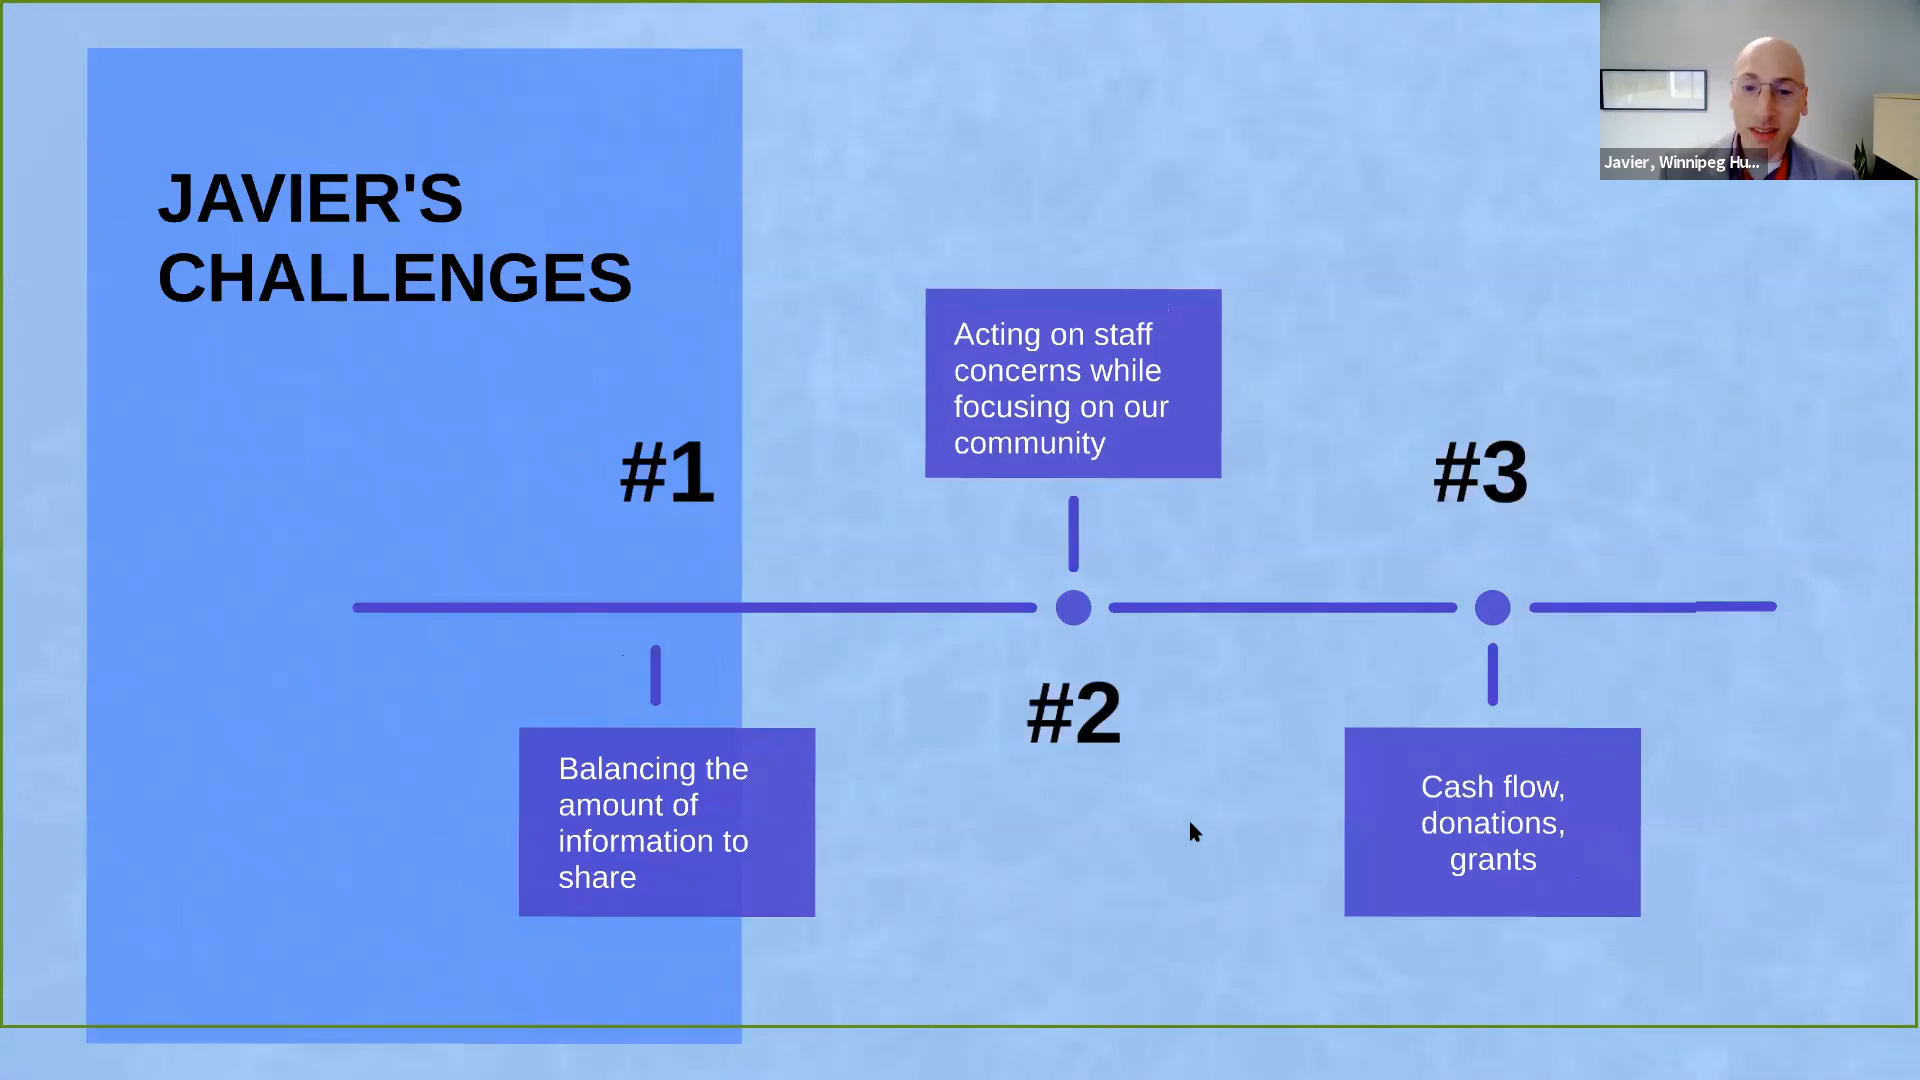 JAVIER'S
CHALLENGES
#1
Balancing the
amount of
information to
share
Acting on staff
concerns while
focusing on our
community
#2
#3
Cash flow,
donations,
grants
Javier, Winnipeg Hu...